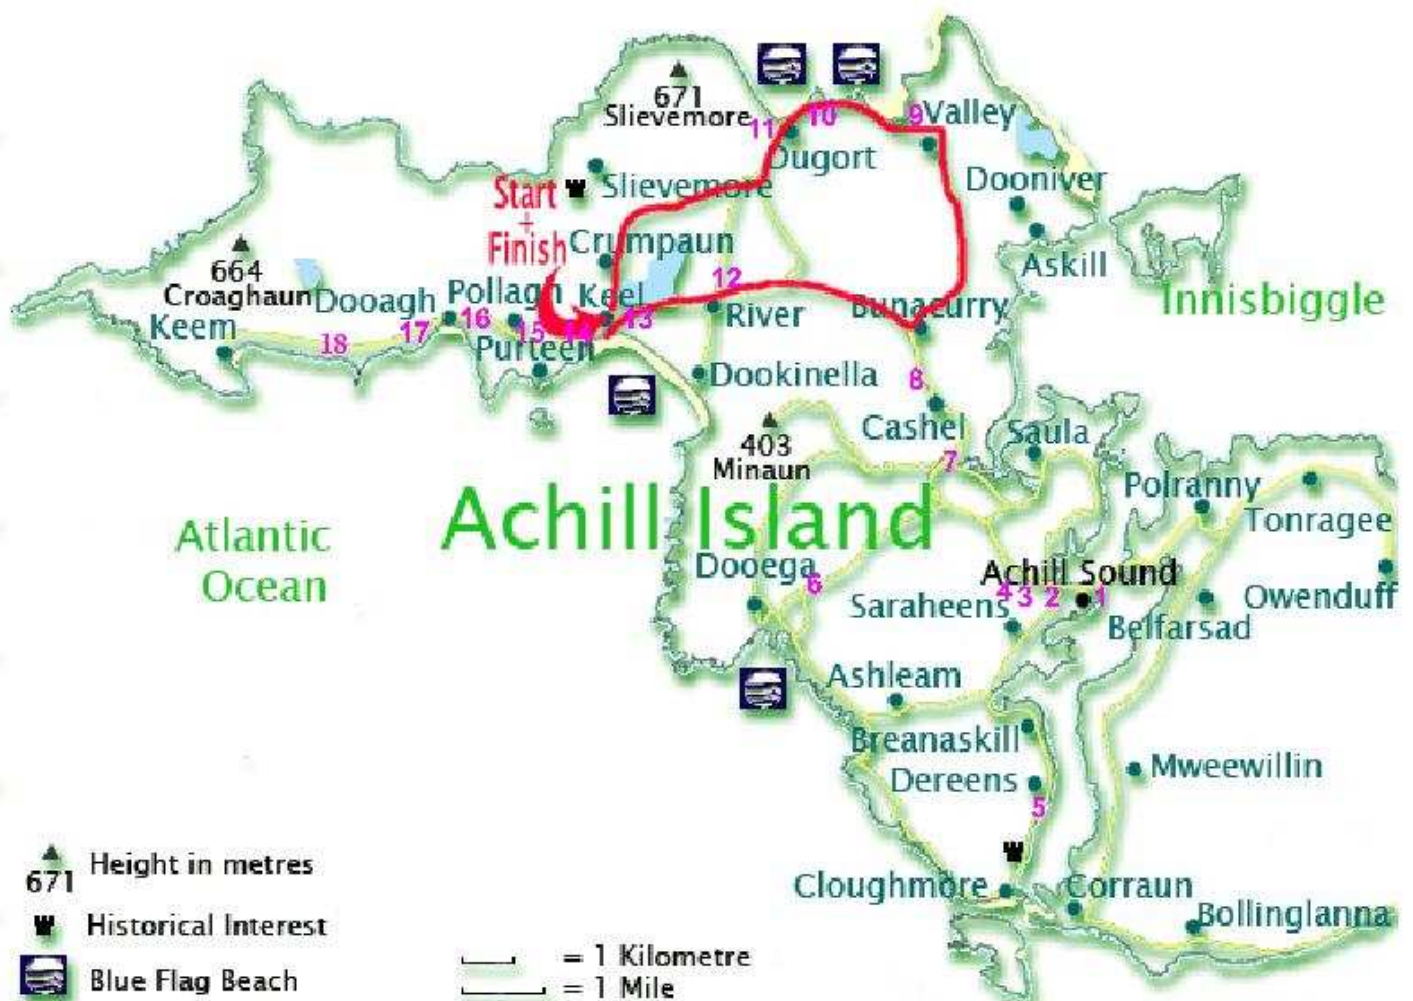 671
Slievemore
11
10
9
Valley
Dugort
Start
+
Finish
Slievemore
Dooniver
Crumpaun
Askill
664
Croaghaun
Dooagh
Pollagh
Keel
12
River
Bunacurry
Innisbiggle
Keem
18
17
16
15
14
13
Purteen
Dookinella
8
Cashel
403
Minaun
7
Saula
Polranny
Tonragee
Achill Island
Atlantic
Ocean
Dooega
6
Achill Sound
4
3
2
1
Saraheens
Owenduff
Belfarsad
Ashleam
Breanaskill
Dereens
5
Mweewillin
Cloughmore
Corraun
Bollinglanna
671
Height in metres
Historical Interest
Blue Flag Beach
= 1 Kilometre
= 1 Mile